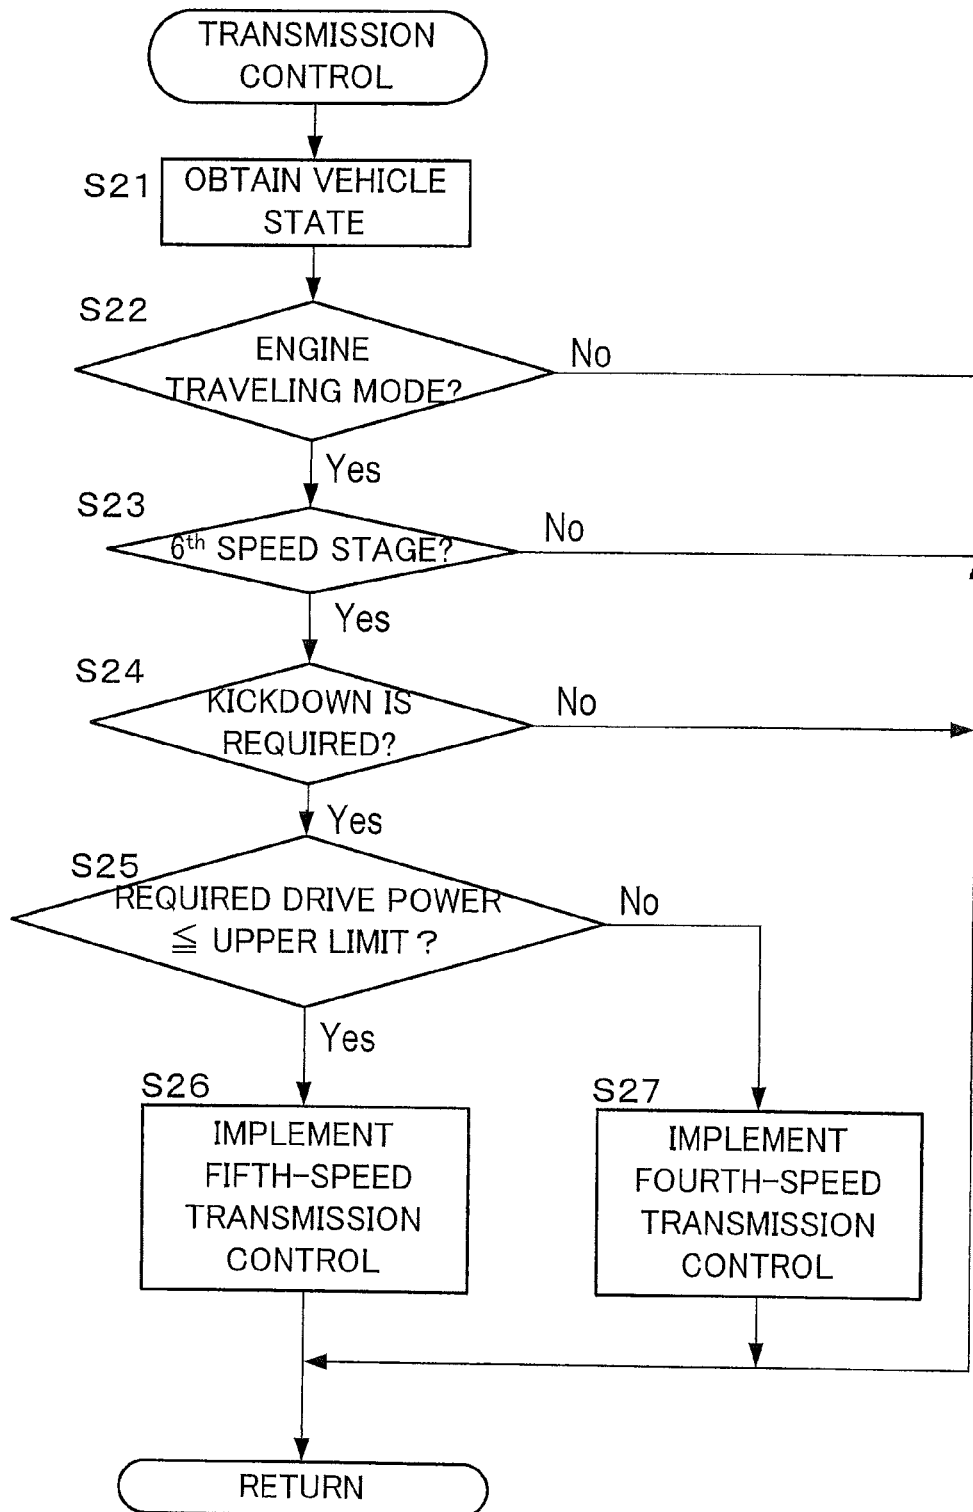 TRANSMISSION
CONTROL
S21
OBTAIN VEHICLE
STATE
S22
ENGINE
TRAVELING MODE?
No
Yes
S23
6th SPEED STAGE?
No
Yes
S24
KICKDOWN IS
REQUIRED?
No
Yes
S25
REQUIRED DRIVE POWER
≦ UPPER LIMIT ?
No
Yes
S26
IMPLEMENT
FIFTH-SPEED
TRANSMISSION
CONTROL
S27
IMPLEMENT
FOURTH-SPEED
TRANSMISSION
CONTROL
RETURN